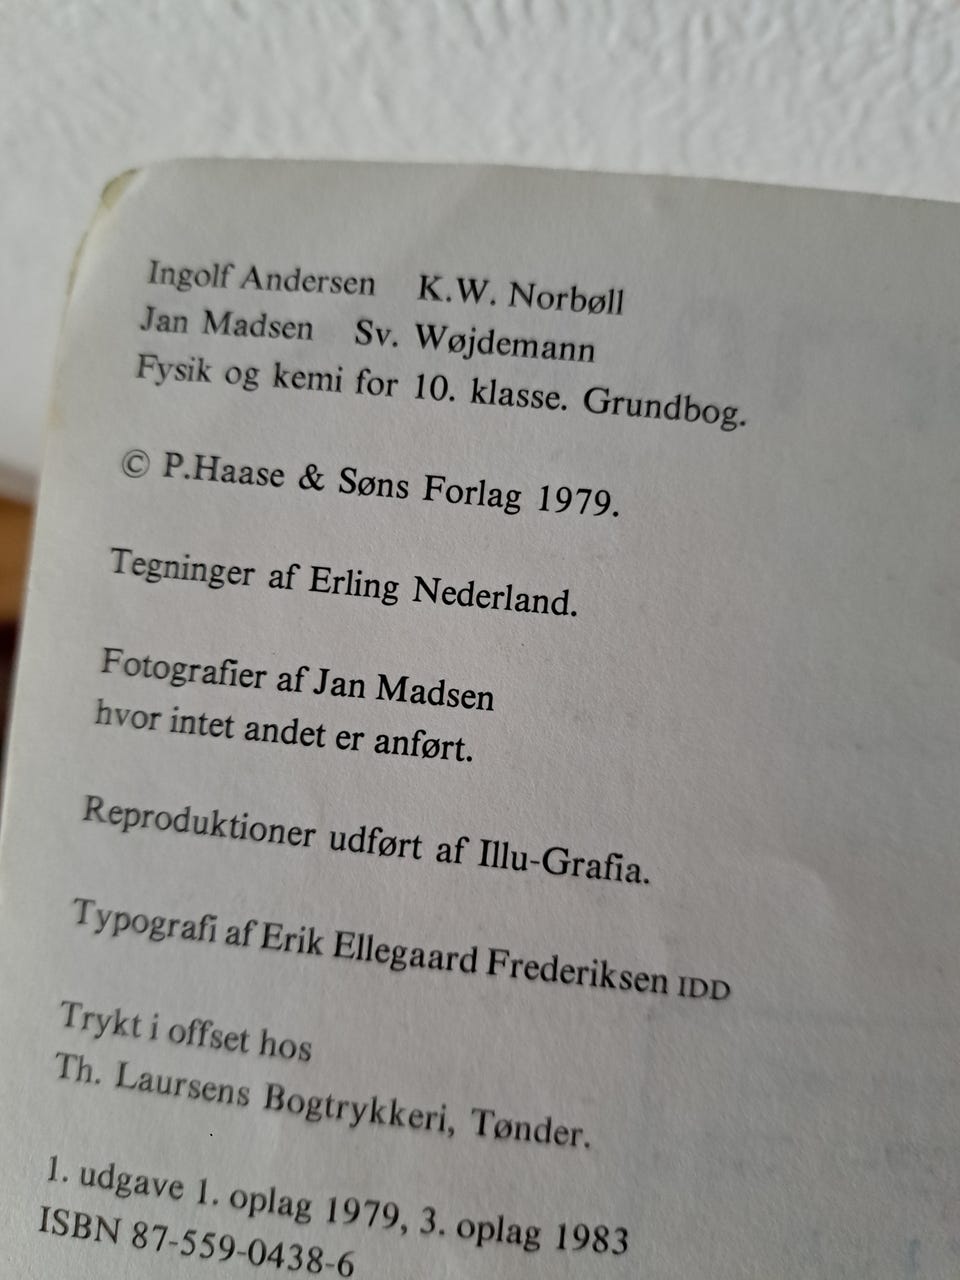 Ingolf Andersen K.W. Norbøll
Jan Madsen Sv. Wøjdemann
Fysik og kemi for 10. klasse. Grundbog.
© P.Haase & Søns Forlag 1979.
Tegninger af Erling Nederland.
Fotografier af Jan Madsen
hvor intet andet er anført.
Reproduktioner udført af Illu-Grafia.
Typografi af Erik Ellegaard Frederiksen IDD
Trykt i offset hos
Th. Laursens Bogtrykkeri, Tønder.
1. udgave 1. oplag 1979, 3. oplag 1983
ISBN 87-559-0438-6